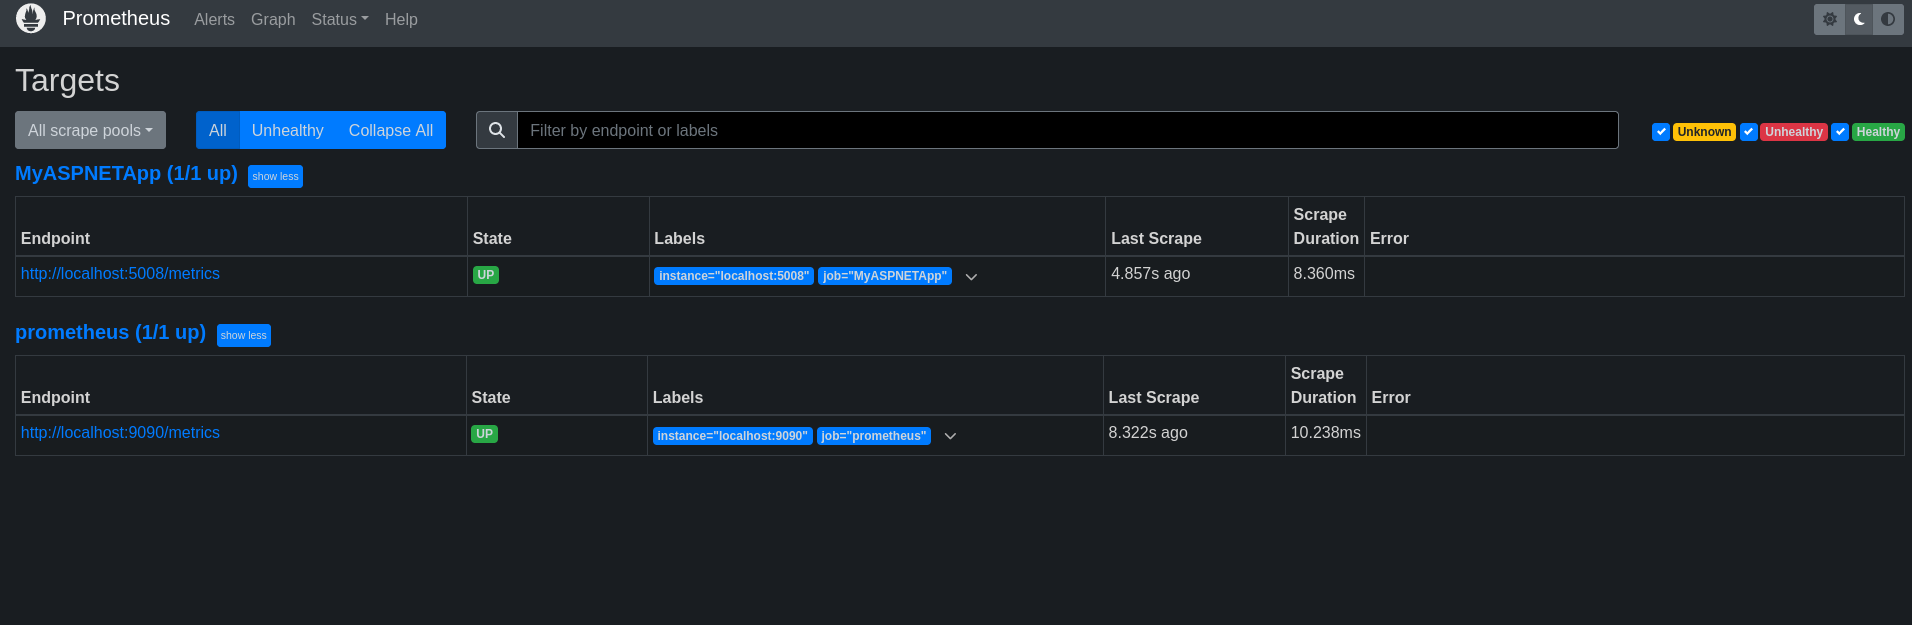 Prometheus Alerts Graph Status Help
Targets
All scrape pools All Unhealthy Collapse All Filter by endpoint or labels Unknown Unhealthy Healthy
MyASPNETApp (1/1 up) show less
Endpoint State Labels Last Scrape Scrape Duration Error
http://localhost:5008/metrics UP instance="localhost:5008" job="MyASPNETApp" 4.857s ago 8.360ms
prometheus (1/1 up) show less
Endpoint State Labels Last Scrape Scrape Duration Error
http://localhost:9090/metrics UP instance="localhost:9090" job="prometheus" 8.322s ago 10.238ms